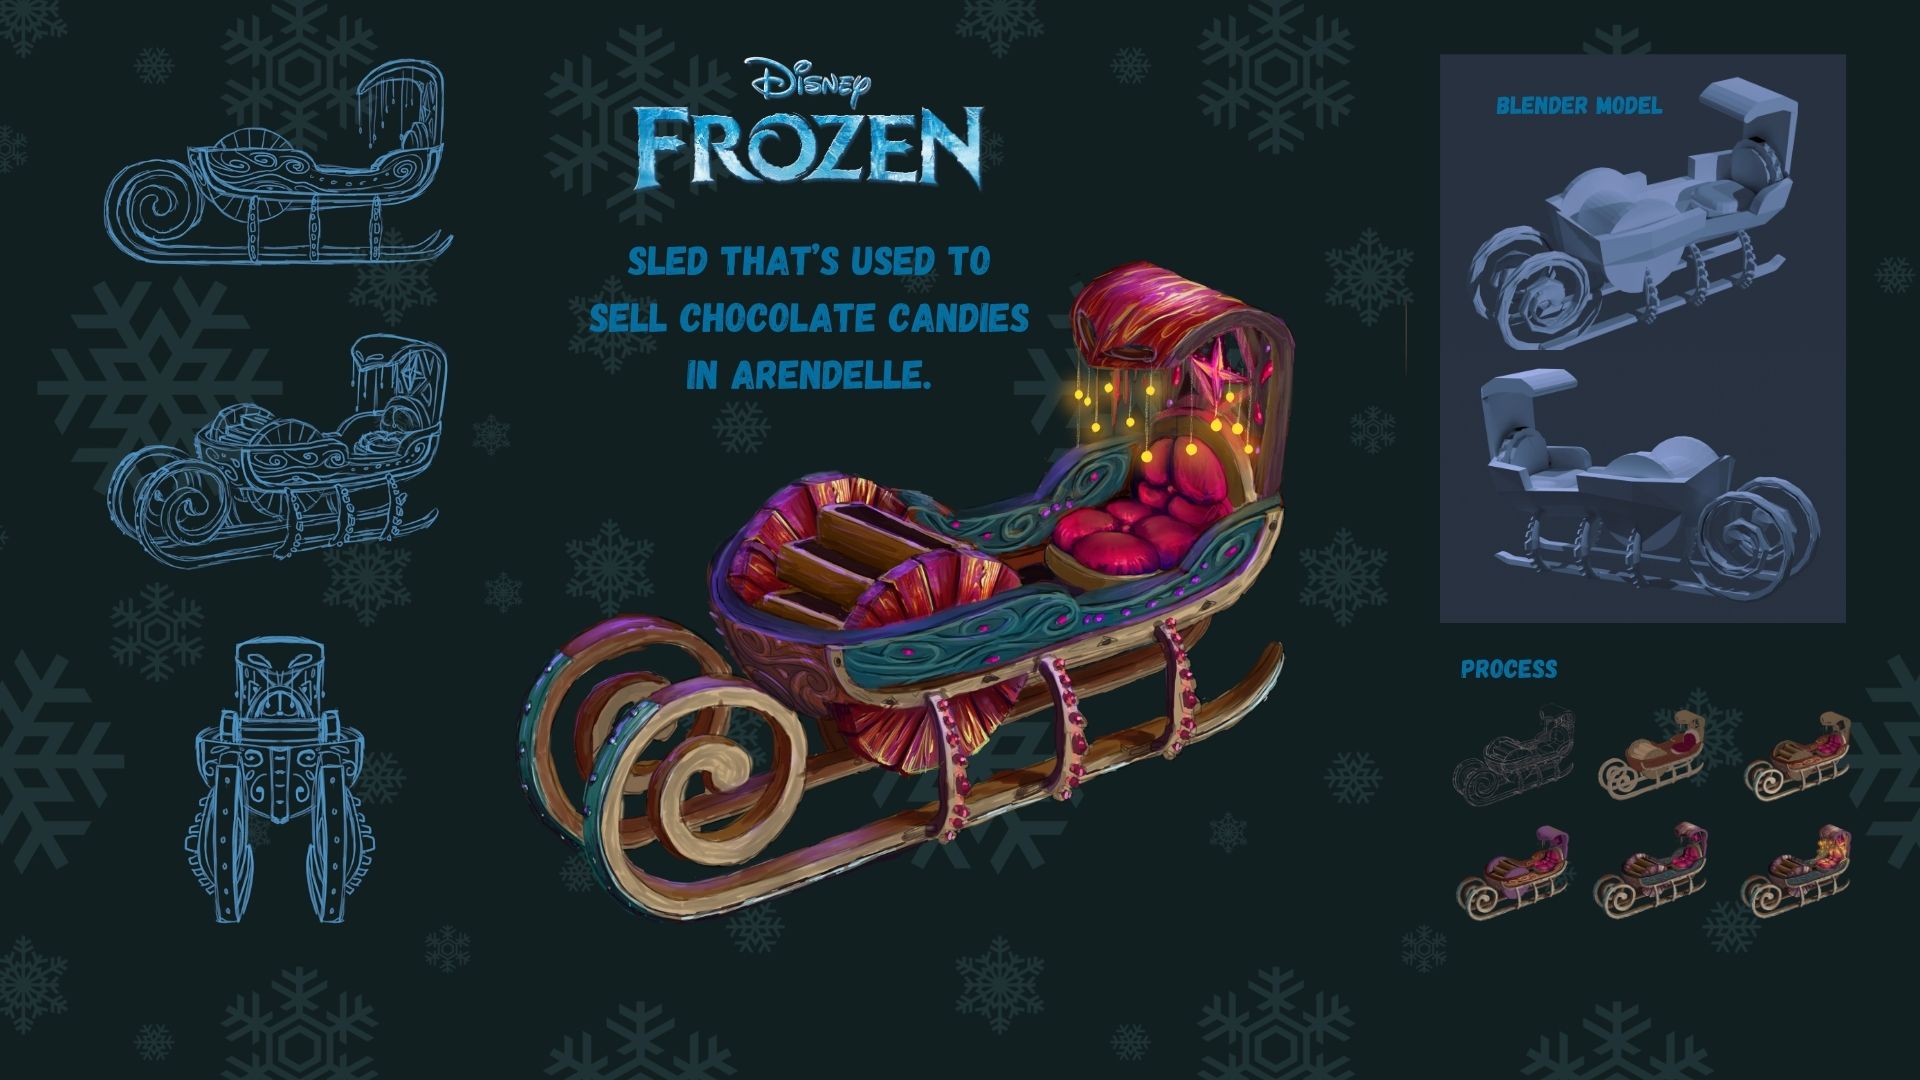 Disney
FROZEN
SLED THAT'S USED TO
SELL CHOCOLATE CANDIES
IN ARENDELLE.
BLENDER MODEL
PROCESS